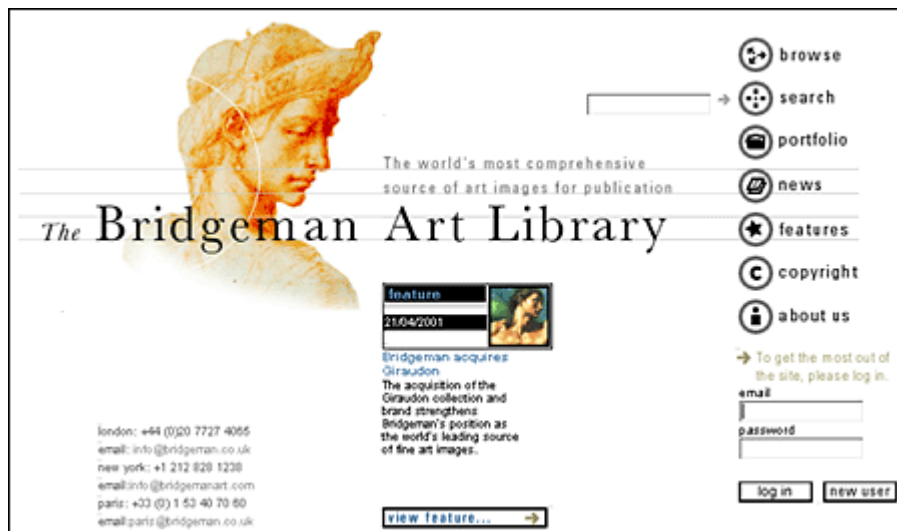 browse
search
portfolio
The world's most comprehensive
source of art images for publication
news
The Bridgeman Art Library
features
copyright
about us
feature
21/04/2001
Bridgeman acquires
Giraudon
The acquisition of the
Giraudon collection and
brand strengthens
Bridgeman's position as
the world's leading source
of fine art images.
view feature...
To get the most out of
the site, please log in.
email
password
log in
new user
london: +44 (0)20 7727 4065
email: info@bridgeman.co.uk
new york: +1 212 828 1238
email:info@bridgemanart.com
paris: +33 (0) 1 53 40 70 60
email:paris@bridgeman.co.uk